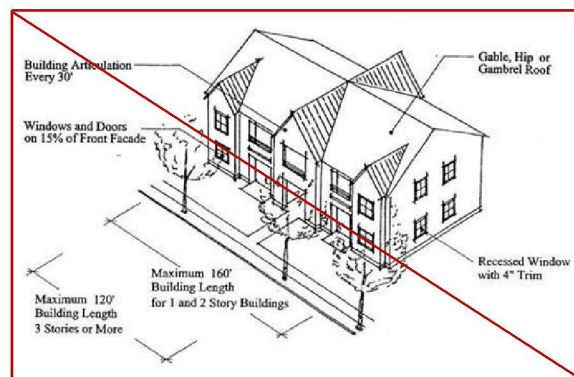 Building Articulation
Every 30'
Gable, Hip or
Gambrel Roof
Windows and Doors
on 15% of Front Facade
Recessed Window
with 4" Trim
Maximum 160'
Building Length
for 1 and 2 Story Buildings
Maximum 120'
Building Length
3 Stories or More